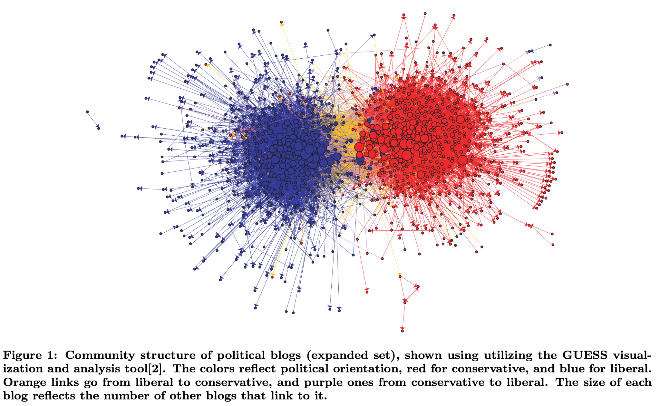 Figure 1: Community structure of political blogs (expanded set), shown using utilizing the GUESS visual-
ization and analysis tool[2]. The colors reflect political orientation, red for conservative, and blue for liberal.
Orange links go from liberal to conservative, and purple ones from conservative to liberal. The size of each
blog reflects the number of other blogs that link to it.